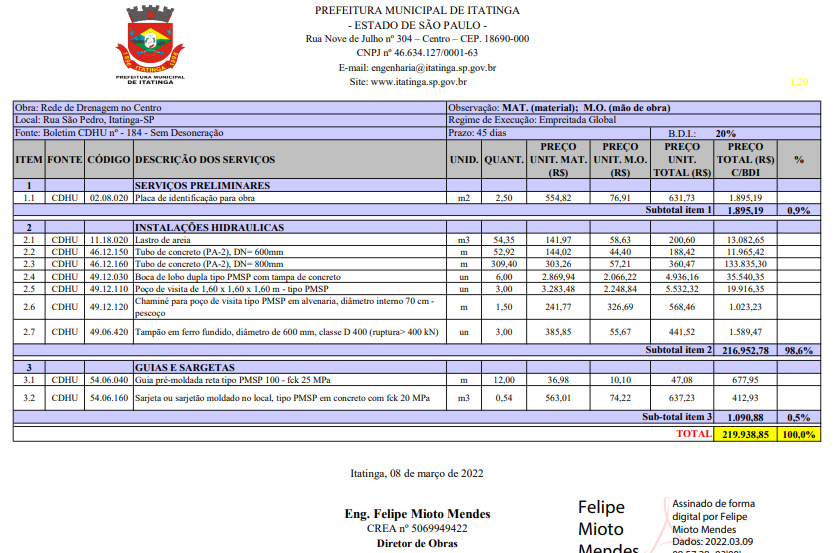 PREFEITURA MUNICIPAL DE ITATINGA
- ESTADO DE SÃO PAULO -
Rua Nove de Julho nº 304 – Centro – CEP. 18690-000
CNPJ nº 46.634.127/0001-63
E-mail: engenharia@itatinga.sp.gov.br
Site: www.itatinga.sp.gov.br
PREFEITURA MUNICIPAL
DE ITATINGA
1,20
Obra: Rede de Drenagem no Centro Observação: MAT. (material); M.O. (mão de obra)
Local: Rua São Pedro, Itatinga-SP Regime de Execução: Empreitada Global
Fonte: Boletim CDHU nº - 184 - Sem Desoneração Prazo: 45 dias B.D.I.: 20%
ITEM FONTE CÓDIGO DESCRIÇÃO DOS SERVIÇOS UNID. QUANT. PREÇO UNIT. MAT. (R$) PREÇO UNIT. M.O. (R$) PREÇO UNIT. TOTAL (R$) PREÇO TOTAL (R$) C/BDI %
1 SERVIÇOS PRELIMINARES
1.1 CDHU 02.08.020 Placa de identificação para obra m2 2,50 554,82 76,91 631,73 1.895,19
Subtotal item 1 1.895,19 0,9%
2 INSTALAÇÕES HIDRAULICAS
2.1 CDHU 11.18.020 Lastro de areia m3 54,35 141,97 58,63 200,60 13.082,65
2.2 CDHU 46.12.150 Tubo de concreto (PA-2), DN= 600mm m 52,92 144,02 44,40 188,42 11.965,42
2.3 CDHU 46.12.160 Tubo de concreto (PA-2), DN= 800mm m 309,40 303,26 57,21 360,47 133.835,30
2.4 CDHU 49.12.030 Boca de lobo dupla tipo PMSP com tampa de concreto un 6,00 2.869,94 2.066,22 4.936,16 35.540,35
2.5 CDHU 49.12.110 Poço de visita de 1,60 x 1,60 x 1,60 m - tipo PMSP un 3,00 3.283,48 2.248,84 5.532,32 19.916,35
2.6 CDHU 49.12.120 Chaminé para poço de visita tipo PMSP em alvenaria, diâmetro interno 70 cm - pescoço m 1,50 241,77 326,69 568,46 1.023,23
2.7 CDHU 49.06.420 Tampão em ferro fundido, diâmetro de 600 mm, classe D 400 (ruptura> 400 kN) un 3,00 385,85 55,67 441,52 1.589,47
Subtotal item 2 216.952,78 98,6%
3 GUIAS E SARGETAS
3.1 CDHU 54.06.040 Guia pré-moldada reta tipo PMSP 100 - fck 25 MPa m 12,00 36,98 10,10 47,08 677,95
3.2 CDHU 54.06.160 Sarjeta ou sarjetão moldado no local, tipo PMSP em concreto com fck 20 MPa m3 0,54 563,01 74,22 637,23 412,93
Sub-total item 3 1.090,88 0,5%
TOTAL 219.938,85 100,0%
Itatinga, 08 de março de 2022
Eng. Felipe Mioto Mendes
CREA nº 5069949422
Diretor de Obras
Felipe
Mioto
Mendes
Assinado de forma
digital por Felipe
Mioto Mendes
Dados: 2022.03.09